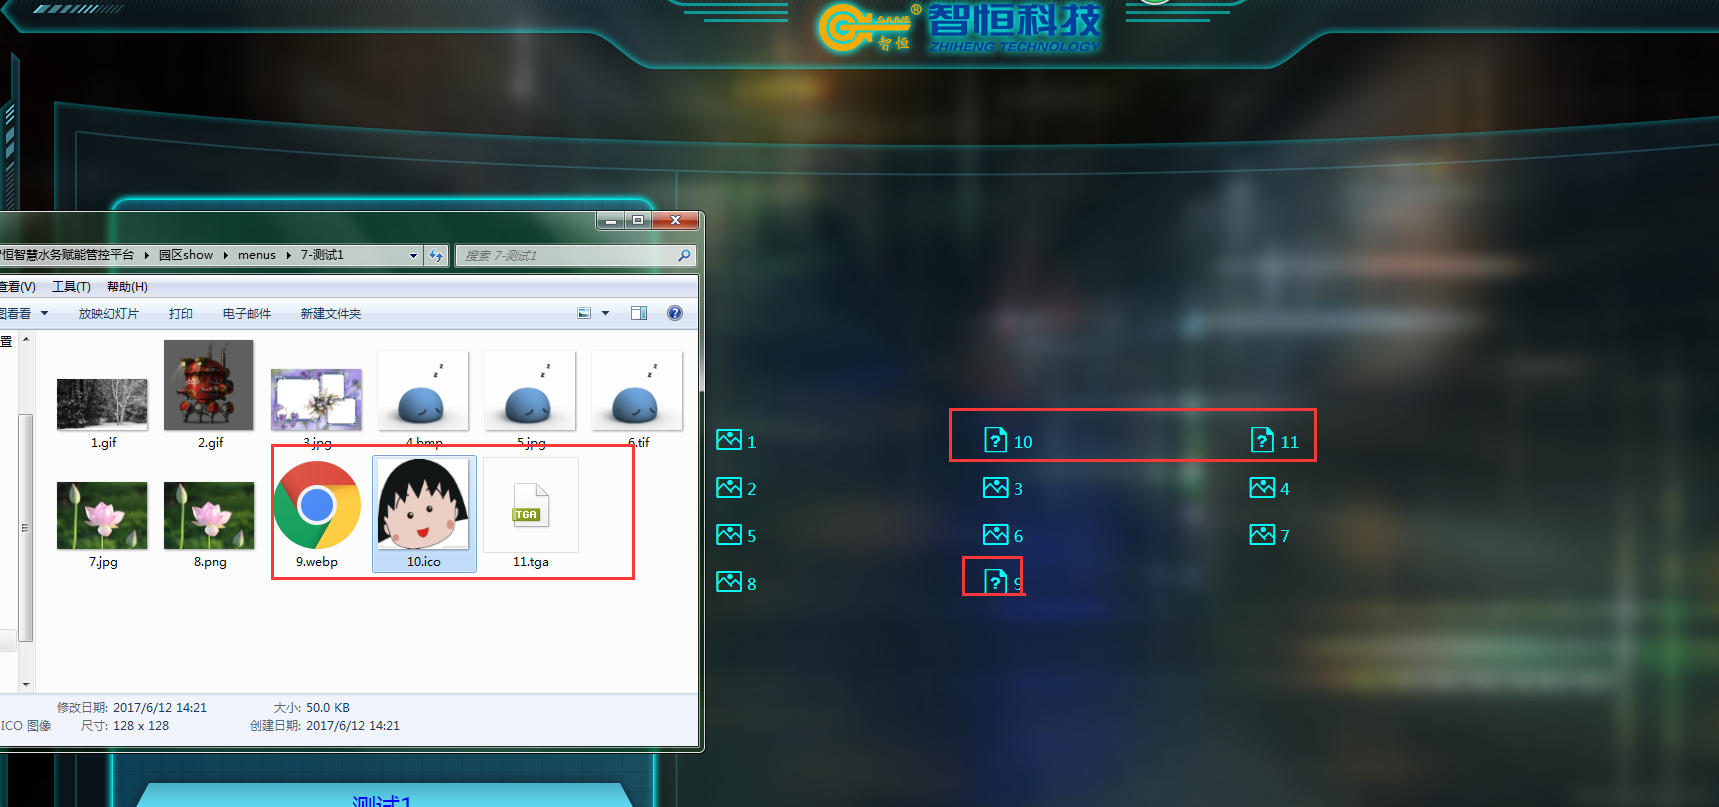 SAIVE
®
智恒
智恒科技
ZHIHENG TECHNOLOGY
恒智慧水务赋能管控平台 ▸ 园区show ▸ menus ▸ 7-测试1
搜索 7-测试1
查看(V) 工具(T) 帮助(H)
图看看 放映幻灯片 打印 电子邮件 新建文件夹
置
1.gif 2.gif 3.jpg 4.bmp 5.jpg 6.tif
TGA
7.jpg 8.png 9.webp 10.ico 11.tga
修改日期: 2017/6/12 14:21 大小: 50.0 KB
ICO 图像 尺寸: 128 x 128 创建日期: 2017/6/12 14:21
1 10 11
2 3 4
5 6 7
8 9
测试1